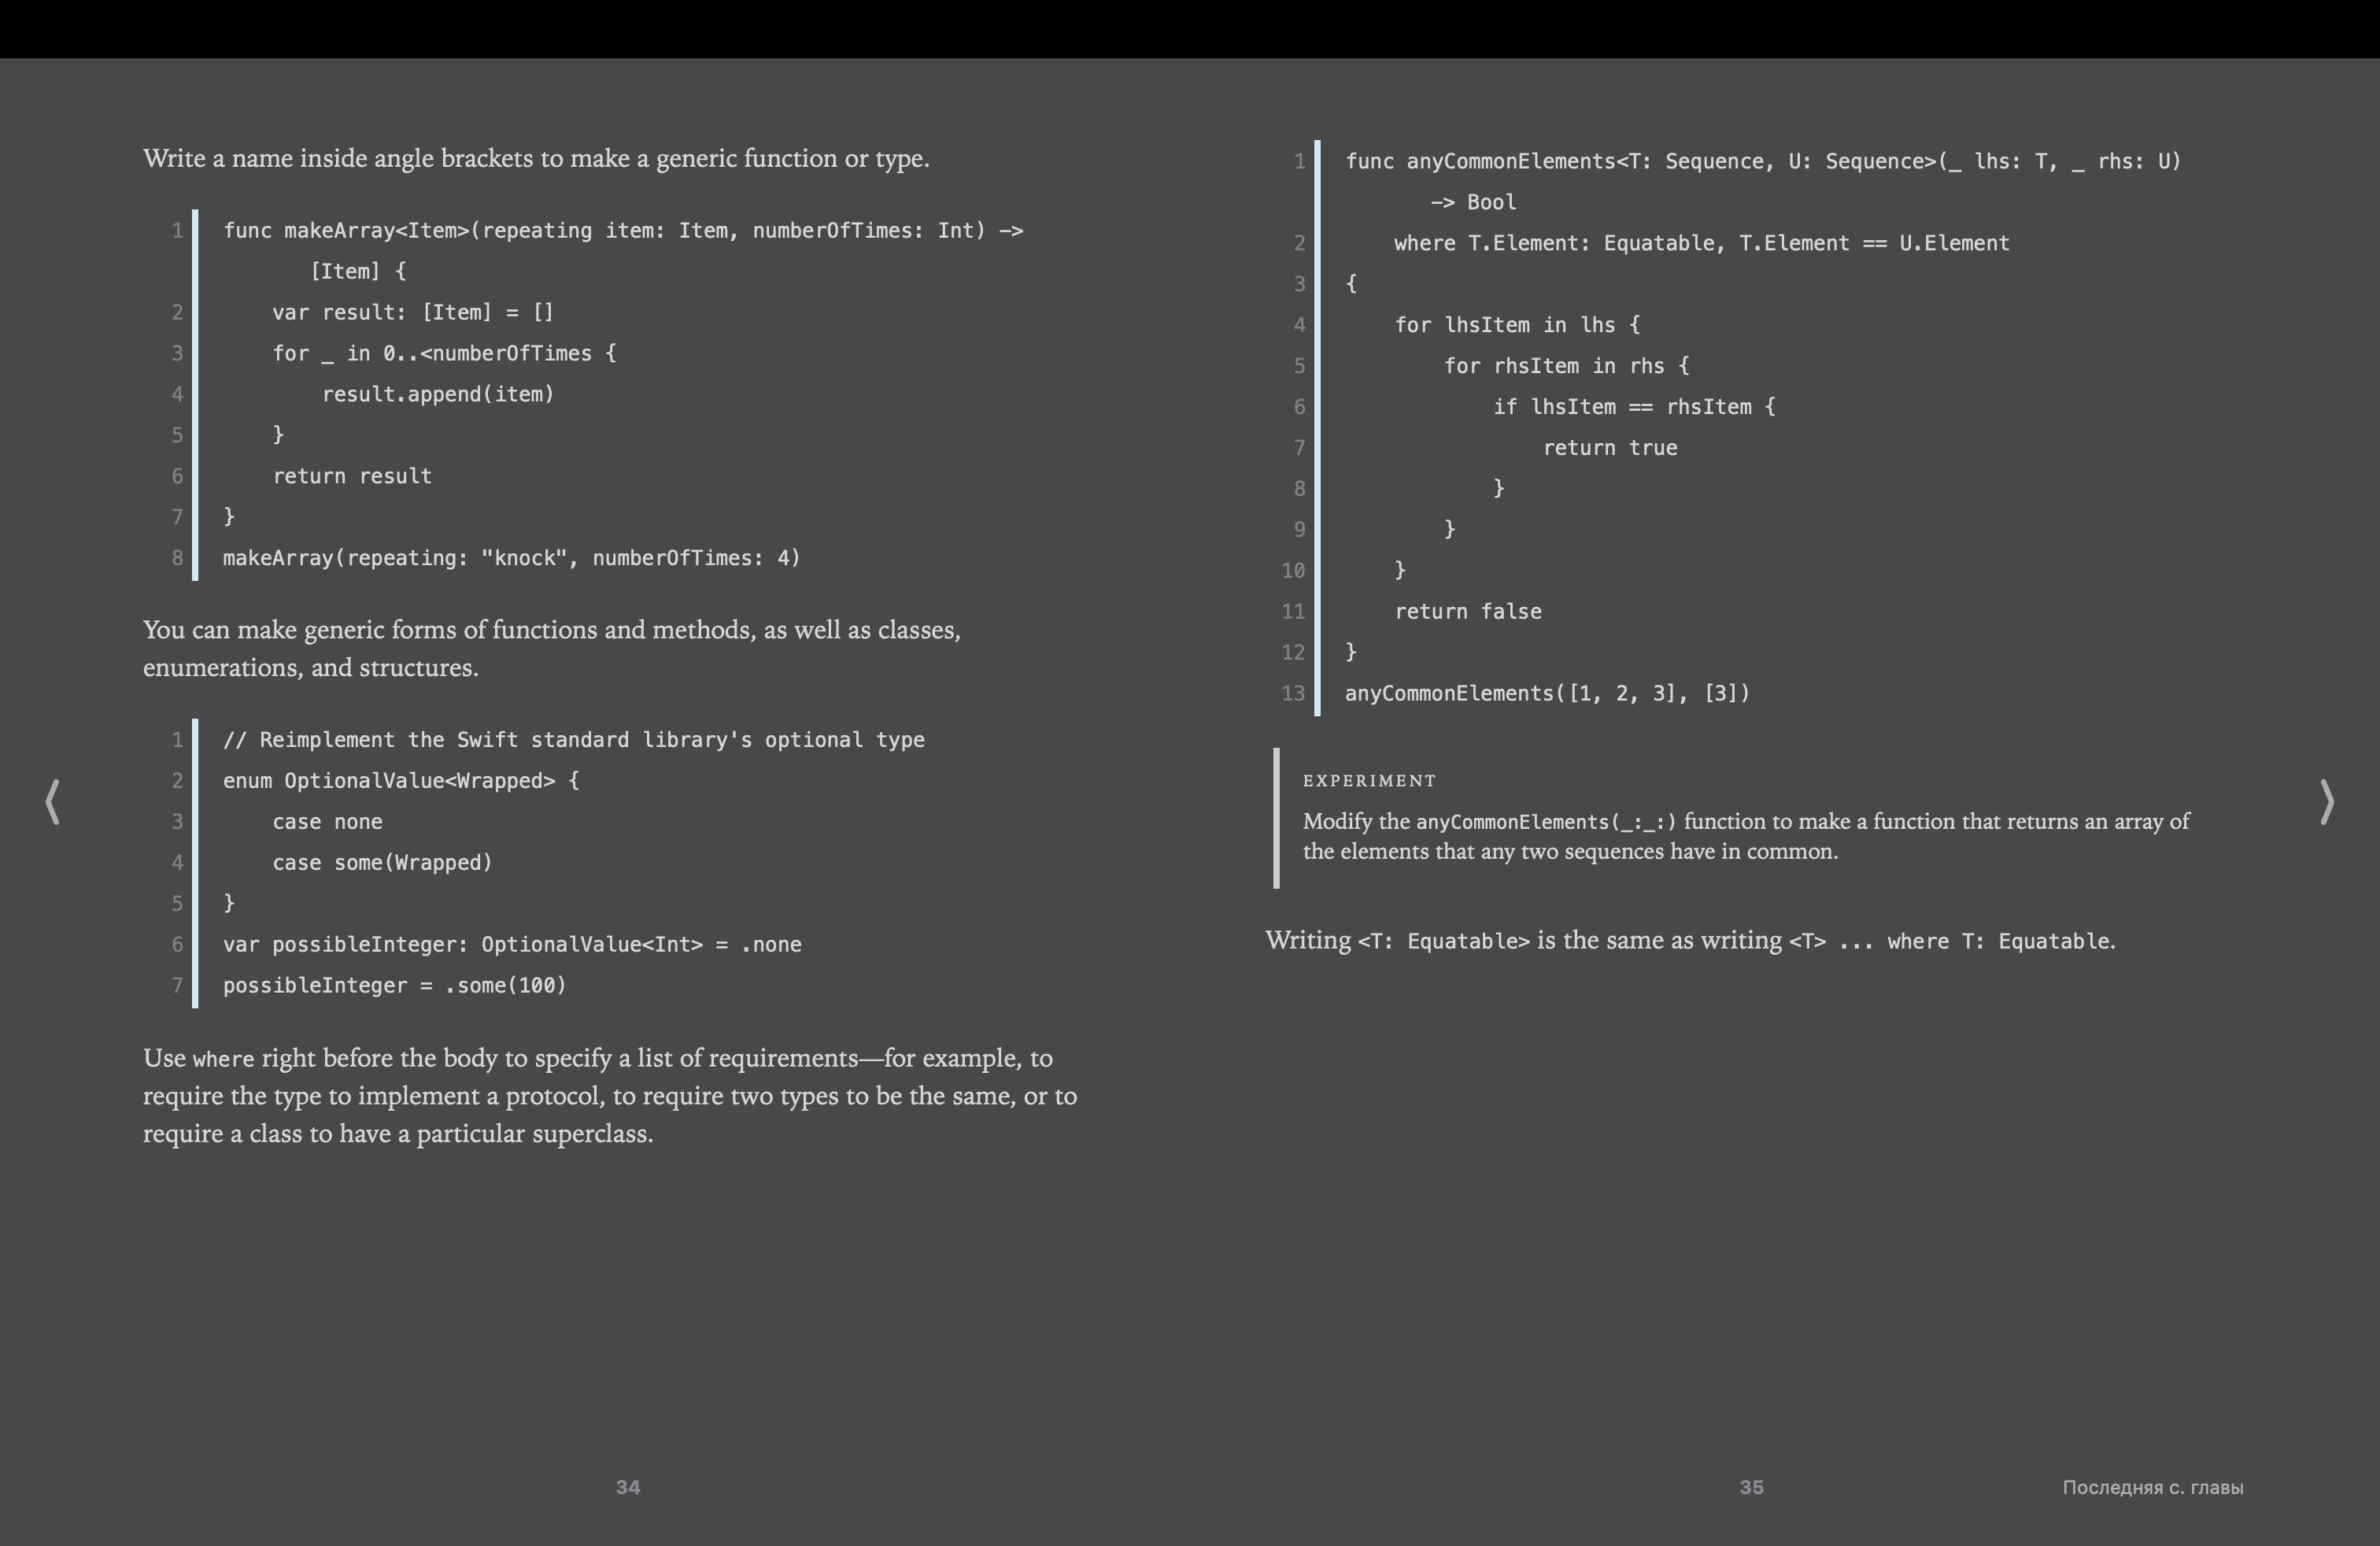 Write a name inside angle brackets to make a generic function or type.
1 func makeArray<Item>(repeating item: Item, numberOfTimes: Int) ->
[Item] {
2 var result: [Item] = []
3 for _ in 0..<numberOfTimes {
4 result.append(item)
5 }
6 return result
7 }
8 makeArray(repeating: "knock", numberOfTimes: 4)
You can make generic forms of functions and methods, as well as classes,
enumerations, and structures.
1 // Reimplement the Swift standard library's optional type
2 enum OptionalValue<Wrapped> {
3 case none
4 case some(Wrapped)
5 }
6 var possibleInteger: OptionalValue<Int> = .none
7 possibleInteger = .some(100)
Use where right before the body to specify a list of requirements—for example, to
require the type to implement a protocol, to require two types to be the same, or to
require a class to have a particular superclass.
34
1 func anyCommonElements<T: Sequence, U: Sequence>(_ lhs: T, _ rhs: U)
-> Bool
2 where T.Element: Equatable, T.Element == U.Element
3 {
4 for lhsItem in lhs {
5 for rhsItem in rhs {
6 if lhsItem == rhsItem {
7 return true
8 }
9 }
10 }
11 return false
12 }
13 anyCommonElements([1, 2, 3], [3])
EXPERIMENT
Modify the anyCommonElements(_:_:) function to make a function that returns an array of
the elements that any two sequences have in common.
Writing <T: Equatable> is the same as writing <T> ... where T: Equatable.
35
Последняя с. главы